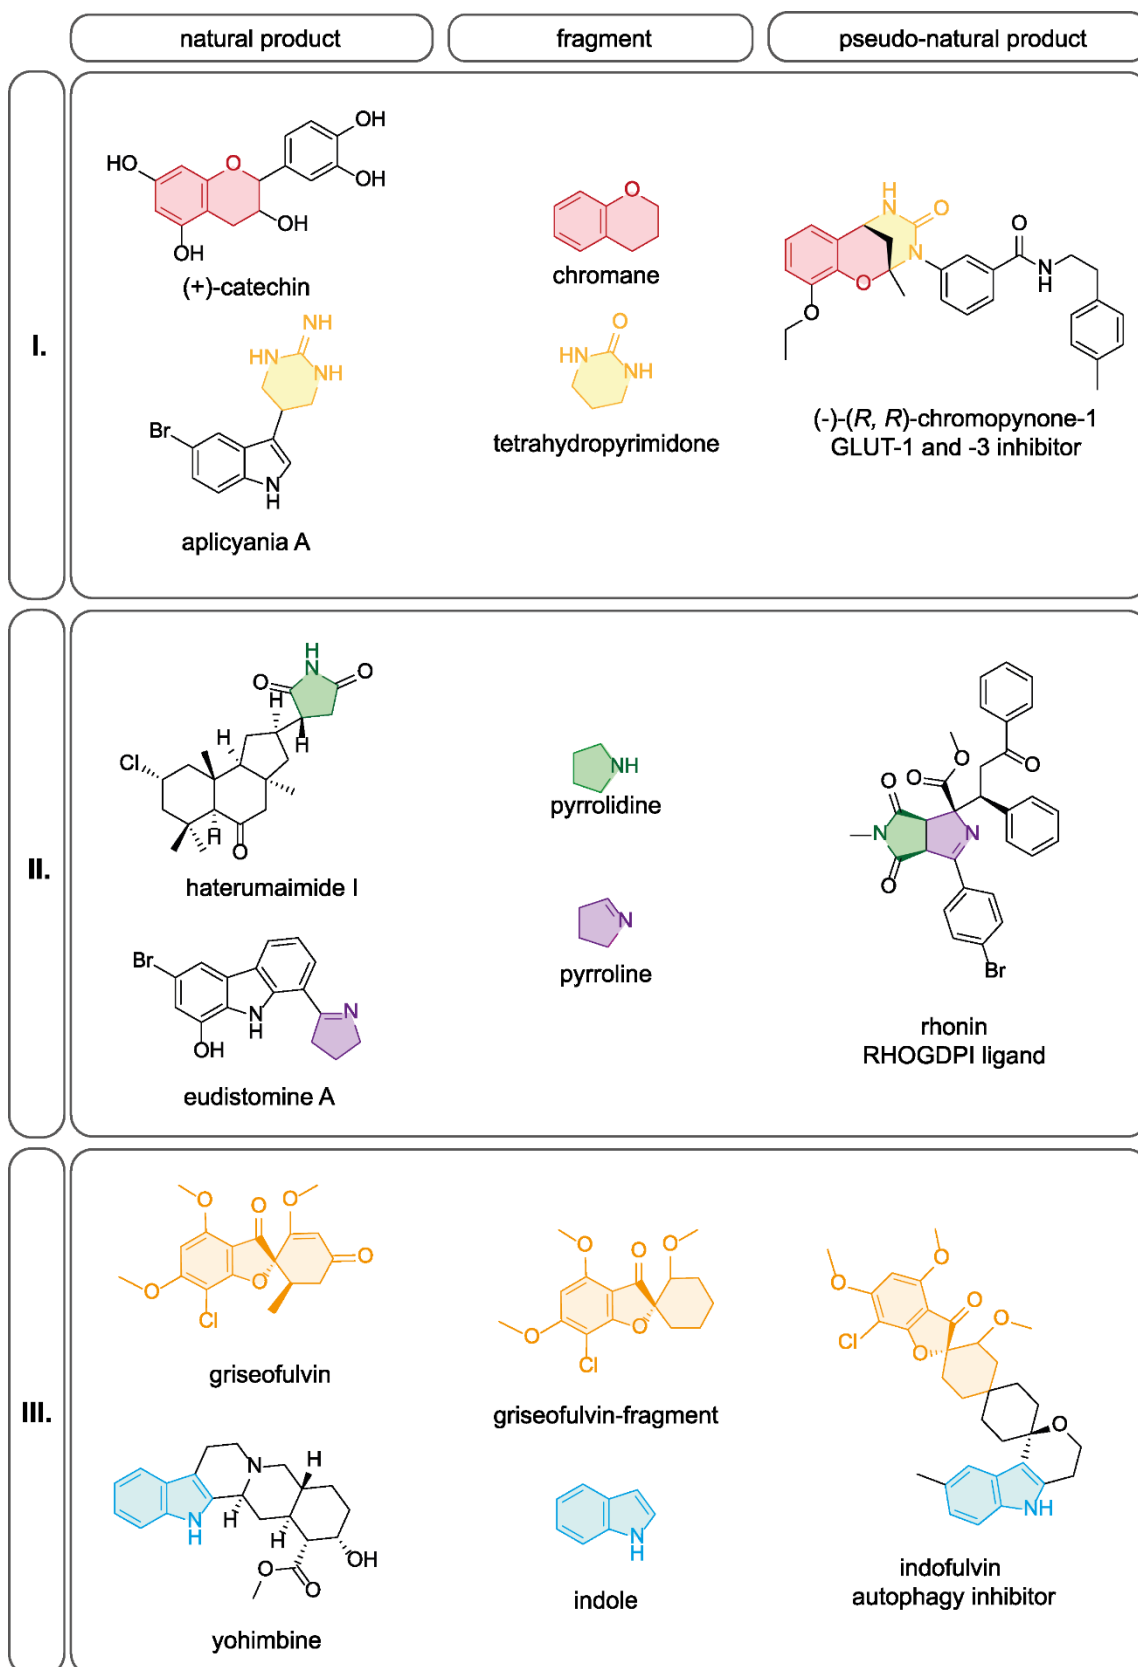 natural product
fragment
pseudo-natural product
I.
OH
OH
HO
O
OH
OH
(+)-catechin
O
chromane
H
N
O
N
O
O
O
N
H
(-)-(R, R)-chromopynone-1
GLUT-1 and -3 inhibitor
NH
HN
NH
Br
N
H
aplicyania A
O
HN
NH
tetrahydropyrimidone
II.
H
N
O
O
H
H
H
Cl
H
O
haterumaimide I
NH
pyrrolidine
O
O
O
O
N
N
O
Br
rhonin
RHOGDPI ligand
Br
N
H
N
OH
eudistomine A
N
pyrroline
III.
O
O
O
O
O
O
Cl
griseofulvin
O
O
O
O
O
Cl
griseofulvin-fragment
O
O
O
O
Cl
O
O
NH
indofulvin
autophagy inhibitor
N
H
N
H
H
H
OH
O
O
yohimbine
N
H
indole